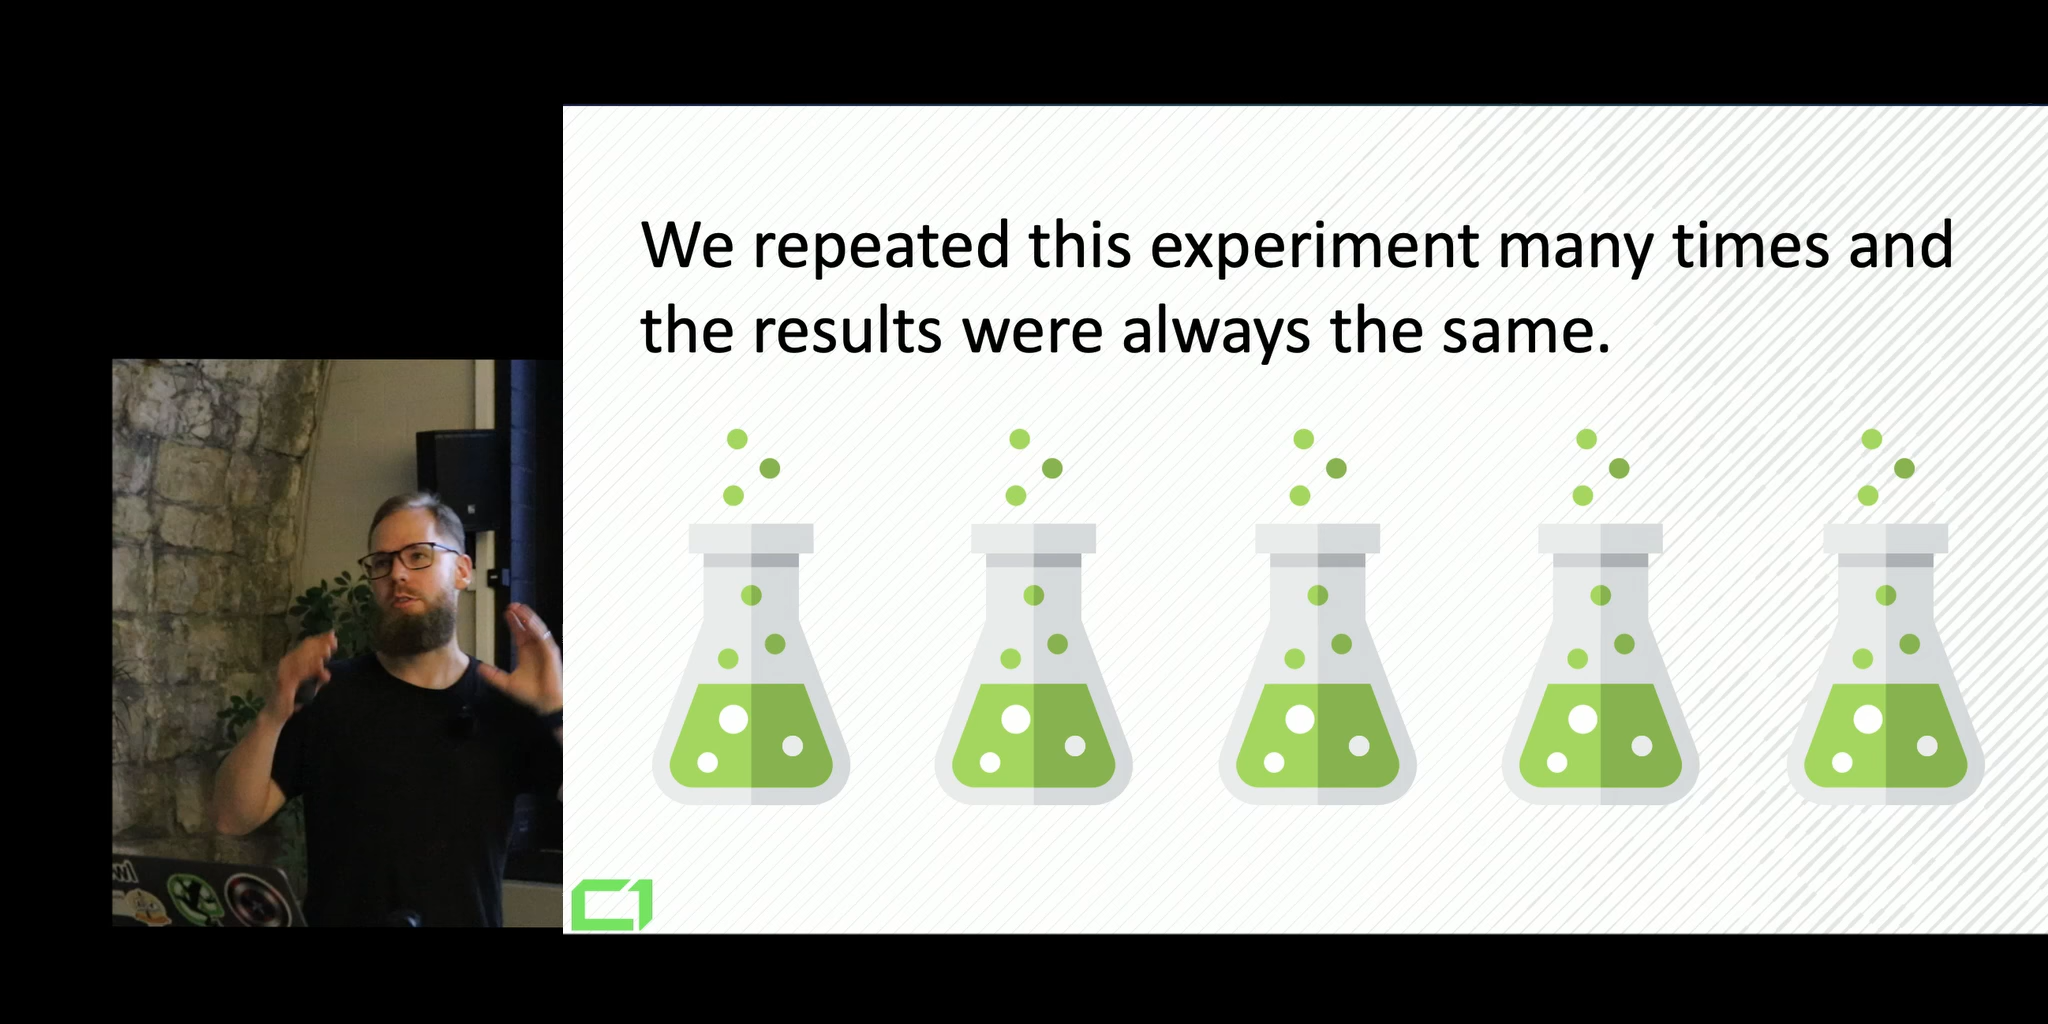 We repeated this experiment many times and
the results were always the same.